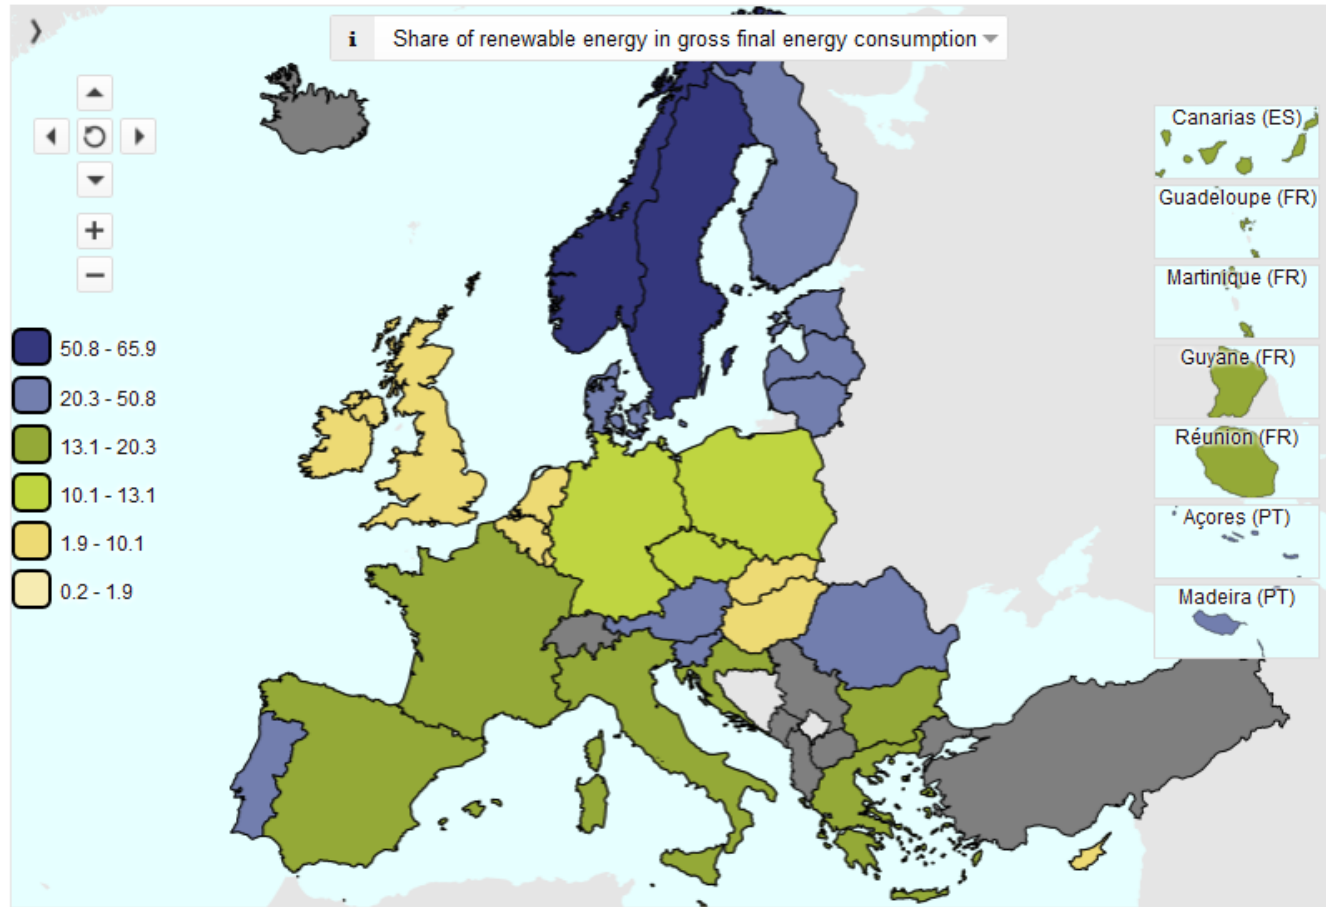 i Share of renewable energy in gross final energy consumption
Canarias (ES)
Guadeloupe (FR)
Martinique (FR)
Guyane (FR)
Réunion (FR)
Açores (PT)
Madeira (PT)
50.8 - 65.9
20.3 - 50.8
13.1 - 20.3
10.1 - 13.1
1.9 - 10.1
0.2 - 1.9